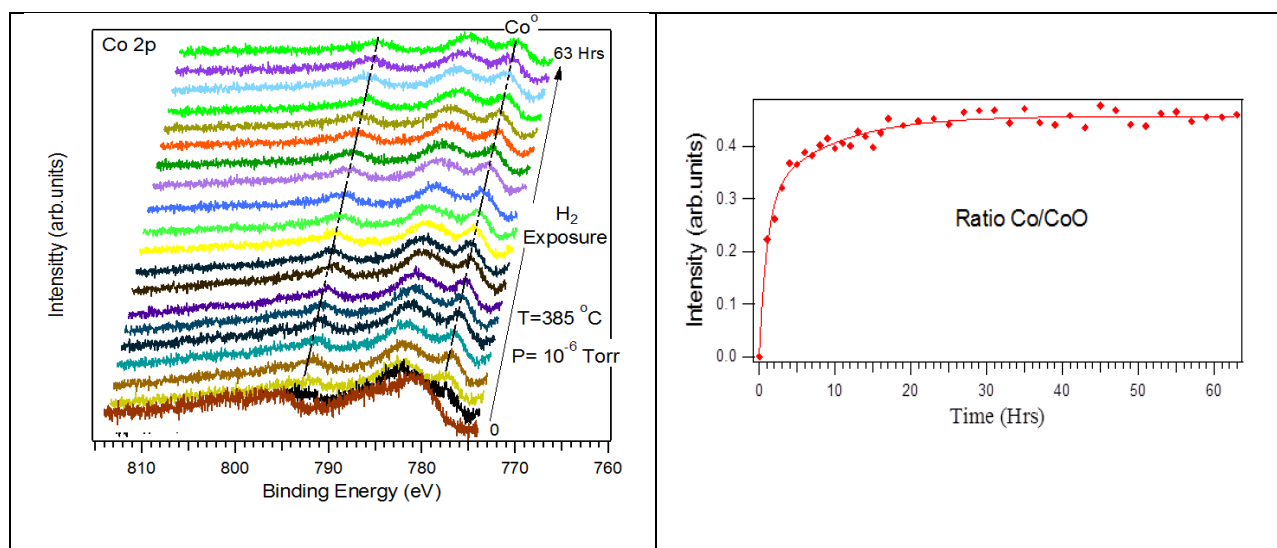 Co 2p
Co⁰
63 Hrs
H₂
Exposure
T=385 °C
P= 10⁻⁶ Torr
0
Intensity (arb.units)
810
800
790
780
770
760
Binding Energy (eV)
0.4
0.3
0.2
0.1
0.0
Ratio Co/CoO
Intensity (arb.units)
0
10
20
30
40
50
60
Time (Hrs)